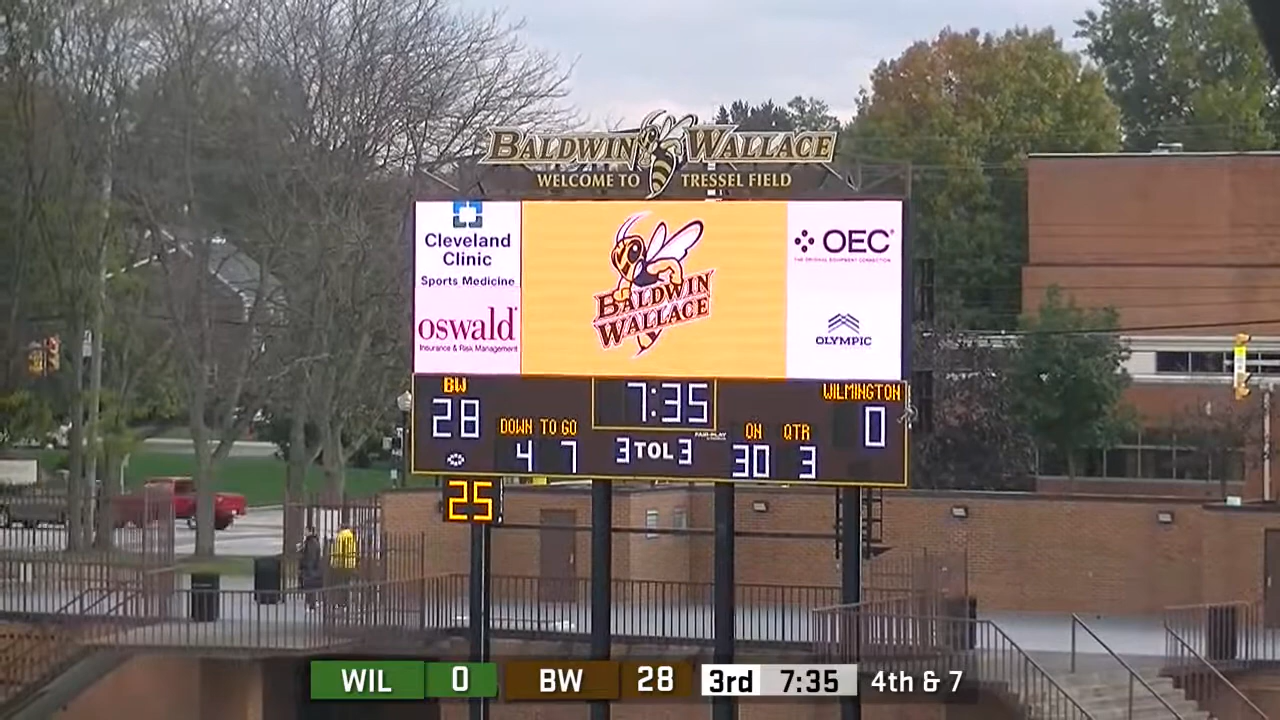 BALDWIN WALLACE
WELCOME TO TRESSEL FIELD
Cleveland
Clinic
Sports Medicine
oswald
Insurance & Risk Management
BALDWIN
WALLACE
OEC
THE ORIGINAL EQUIPMENT CONNECTION
OLYMPIC
BW 7:35 WILMINGTON
28 0
DOWN TO GO ON QTR
4 7 3 TOL 3 30 3
25
WIL 0 BW 28 3rd 7:35 4th & 7